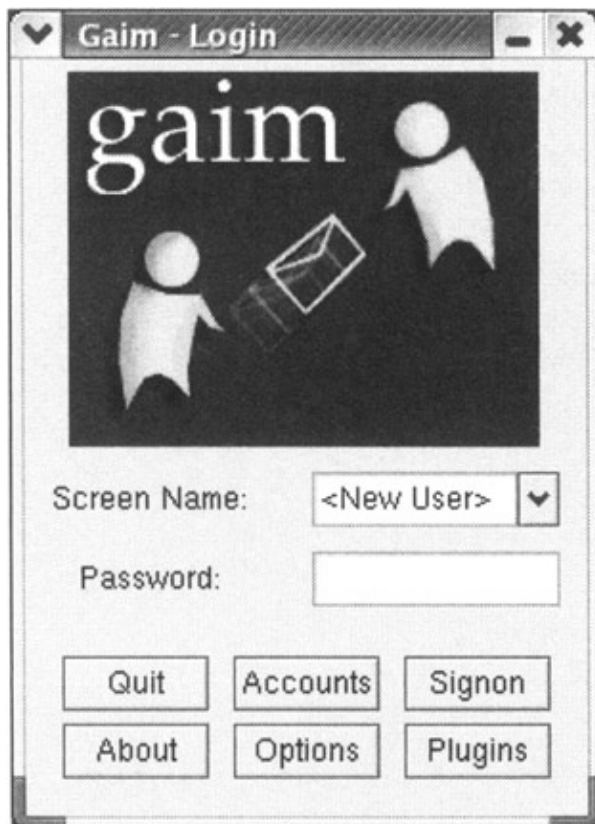 Gaim - Login
gaim
Screen Name: <New User>
Password:
Quit Accounts Signon
About Options Plugins